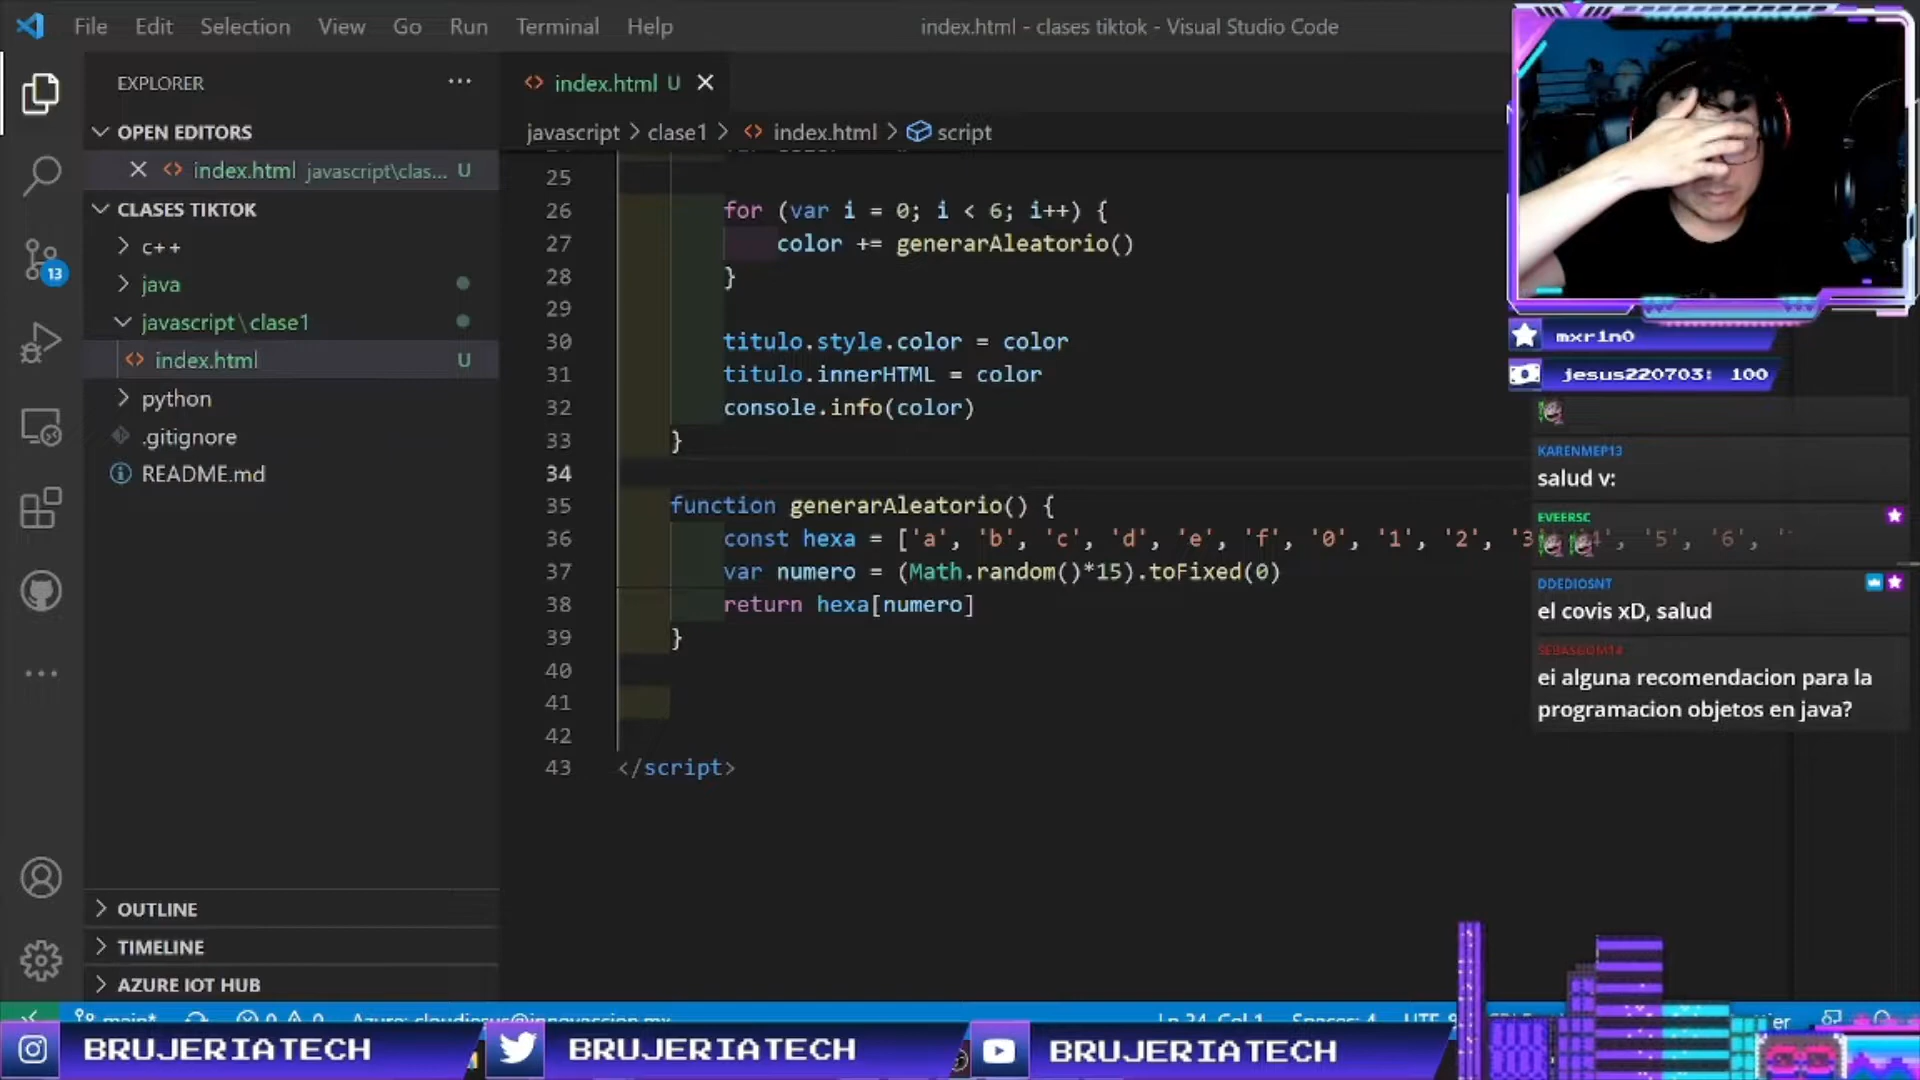 File Edit Selection View Go Run Terminal Help
index.html - clases tiktok - Visual Studio Code
EXPLORER
OPEN EDITORS
index.html javascript\clas... U
CLASES TIKTOK
c++
java
javascript\clase1
index.html U
python
.gitignore
README.md
OUTLINE
TIMELINE
AZURE IOT HUB
13
index.html U
javascript > clase1 > index.html > script
25
26 for (var i = 0; i < 6; i++) {
27 color += generarAleatorio()
28 }
29
30 titulo.style.color = color
31 titulo.innerHTML = color
32 console.info(color)
33 }
34
35 function generarAleatorio() {
36 const hexa = ['a', 'b', 'c', 'd', 'e', 'f', '0', '1', '2', '3 4', '5', '6', '
37 var numero = (Math.random()*15).toFixed(0)
38 return hexa[numero]
39 }
40
41
42
43 </script>
mxr1n0
jesus220703: 100
KARENMEP13
salud v:
EVEERSC
DDEDIOSNT
el covis xD, salud
SEBASGOM14
ei alguna recomendacion para la
programacion objetos en java?
BRUJERIATECH
BRUJERIATECH
BRUJERIATECH